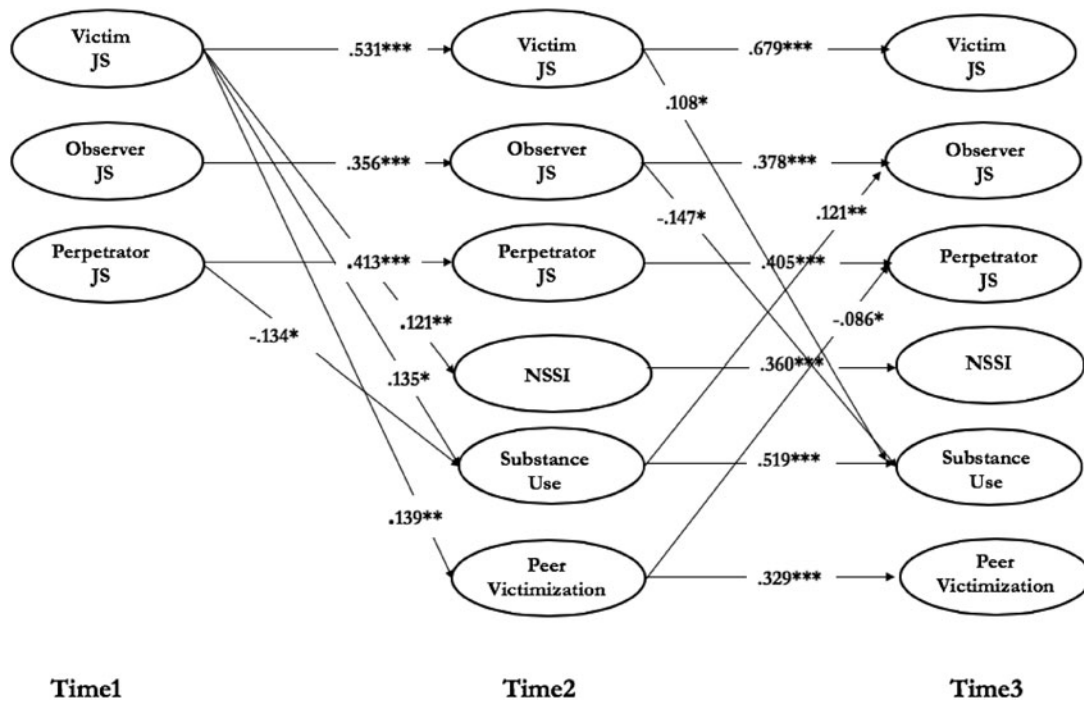 Victim
JS
.531***
Victim
JS
.679***
Victim
JS
.108*
Observer
JS
.356***
Observer
JS
.378***
Observer
JS
-.147*
.121**
Perpetrator
JS
.413***
Perpetrator
JS
.405***
Perpetrator
JS
-.134*
.121**
-.086*
.135*
NSSI
.360***
NSSI
Substance
Use
.519***
Substance
Use
.139**
Peer
Victimization
.329***
Peer
Victimization
Time1
Time2
Time3